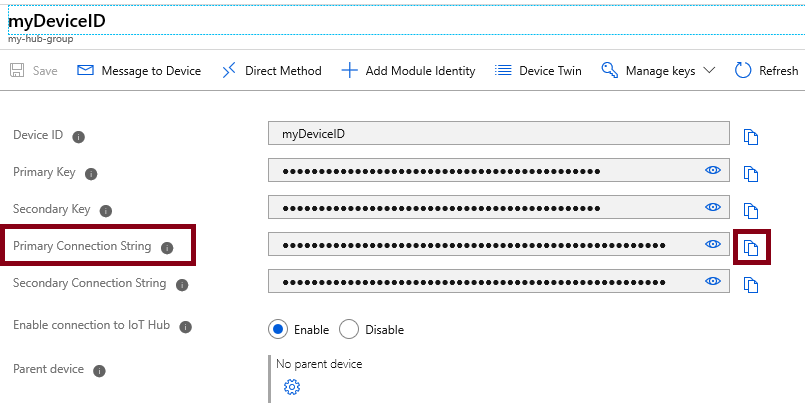 myDeviceID
my-hub-group
Save Message to Device Direct Method Add Module Identity Device Twin Manage keys Refresh
Device ID myDeviceID
Primary Key ●●●●●●●●●●●●●●●●●●●●●●●●●●●●●●●●●●●●●●●●●●●●
Secondary Key ●●●●●●●●●●●●●●●●●●●●●●●●●●●●●●●●●●●●●●●●●●●●
Primary Connection String ●●●●●●●●●●●●●●●●●●●●●●●●●●●●●●●●●●●●●●●●●●●●●●●●●●●●●
Secondary Connection String ●●●●●●●●●●●●●●●●●●●●●●●●●●●●●●●●●●●●●●●●●●●●●●●●●●●●●
Enable connection to IoT Hub Enable Disable
Parent device No parent device